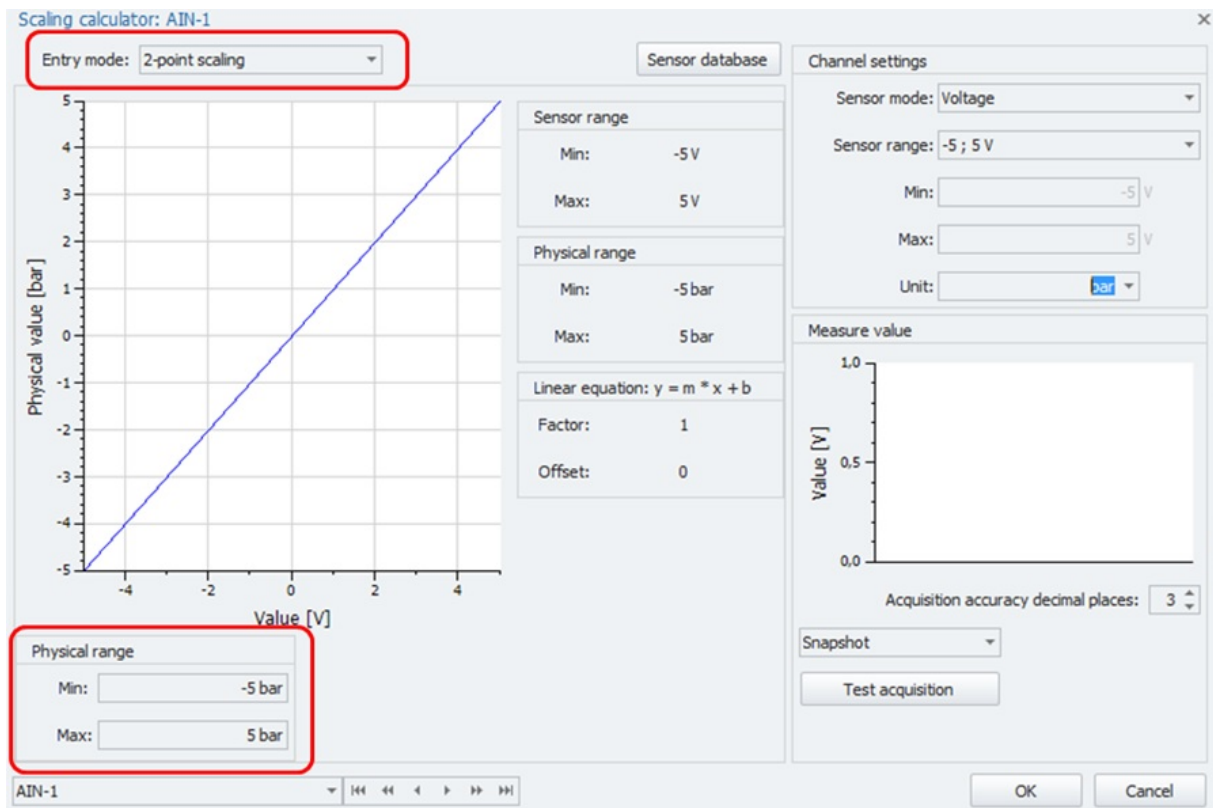 Scaling calculator: AIN-1
Entry mode: 2-point scaling
Sensor database
5
4
3
2
1
0
-1
-2
-3
-4
-5
Physical value [bar]
-4 -2 0 2 4
Value [V]
Sensor range
Min: -5 V
Max: 5 V
Physical range
Min: -5 bar
Max: 5 bar
Linear equation: y = m * x + b
Factor: 1
Offset: 0
Physical range
Min: -5 bar
Max: 5 bar
AIN-1
Channel settings
Sensor mode: Voltage
Sensor range: -5 ; 5 V
Min: -5 V
Max: 5 V
Unit: bar
Measure value
1,0
0,5
0,0
Value [V]
Acquisition accuracy decimal places: 3
Snapshot
Test acquisition
OK Cancel